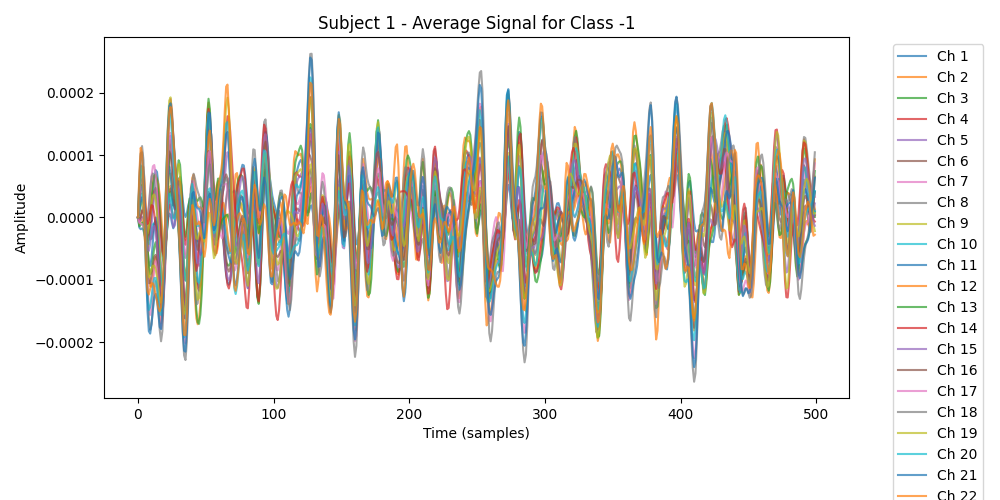 Subject 1 - Average Signal for Class -1
Amplitude
0.0002
0.0001
0.0000
−0.0001
−0.0002
0
100
200
300
400
500
Time (samples)
Ch 1
Ch 2
Ch 3
Ch 4
Ch 5
Ch 6
Ch 7
Ch 8
Ch 9
Ch 10
Ch 11
Ch 12
Ch 13
Ch 14
Ch 15
Ch 16
Ch 17
Ch 18
Ch 19
Ch 20
Ch 21
Ch 22